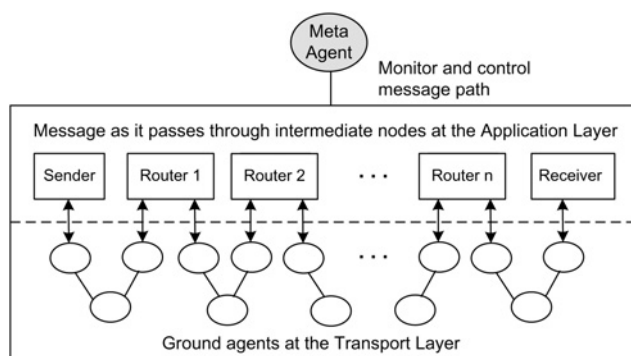 Meta
Agent
Monitor and control
message path
Message as it passes through intermediate nodes at the Application Layer
Sender Router 1 Router 2 . . . Router n Receiver
. . .
Ground agents at the Transport Layer